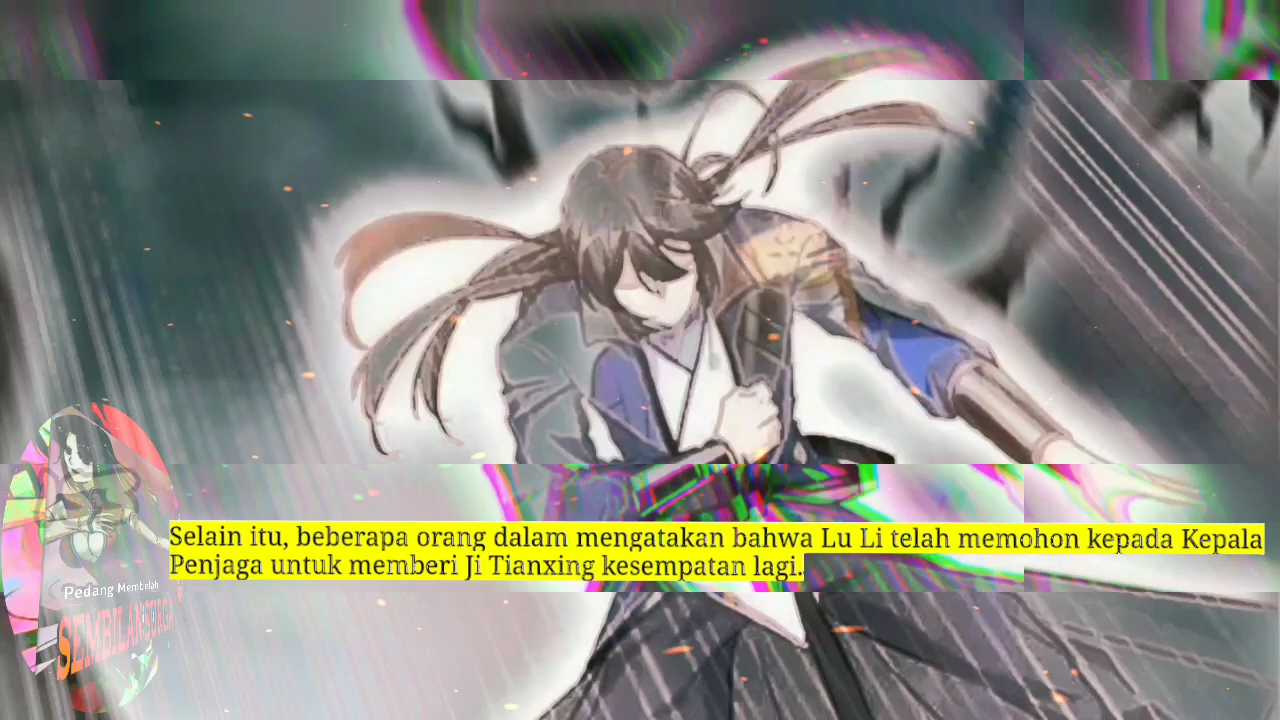 Selain itu, beberapa orang dalam mengatakan bahwa Lu Li telah memohon kepada Kepala
Penjaga untuk memberi Ji Tianxing kesempatan lagi.
Pedang Membelah
SEMBILAN SURGA